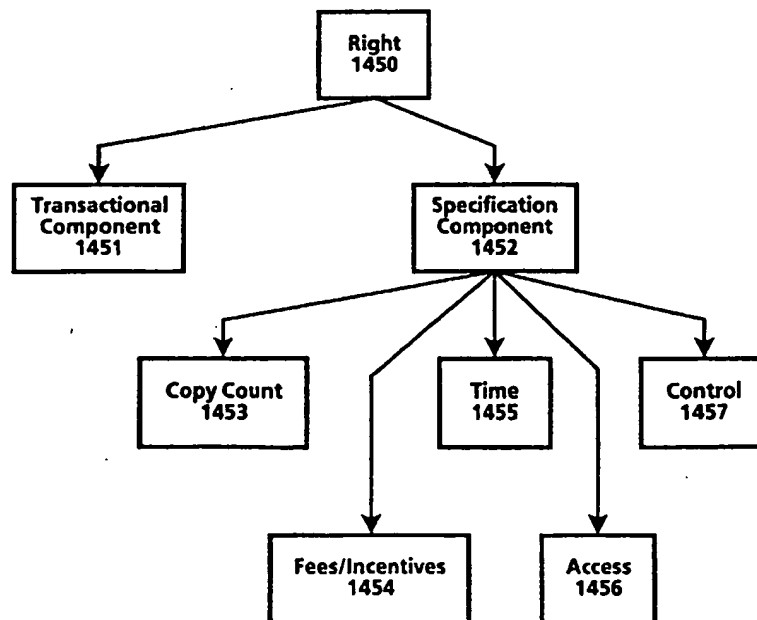 Right
1450
Transactional
Component
1451
Specification
Component
1452
Copy Count
1453
Time
1455
Control
1457
Fees/Incentives
1454
Access
1456